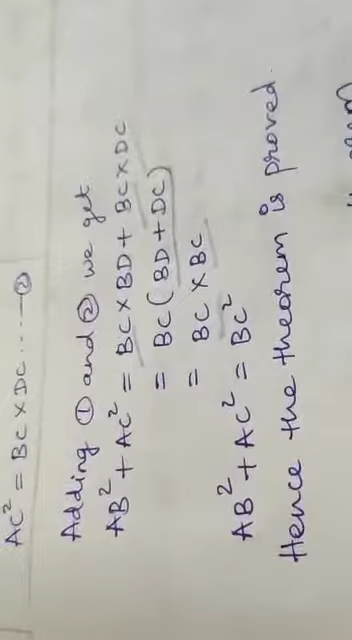 AC² = BC × DC ... — ②
Adding ① and ② we get
AB² + AC² = BC × BD + BC × DC
= BC (BD + DC)
= BC × BC
AB² + AC² = BC²
Hence the theorem is proved.